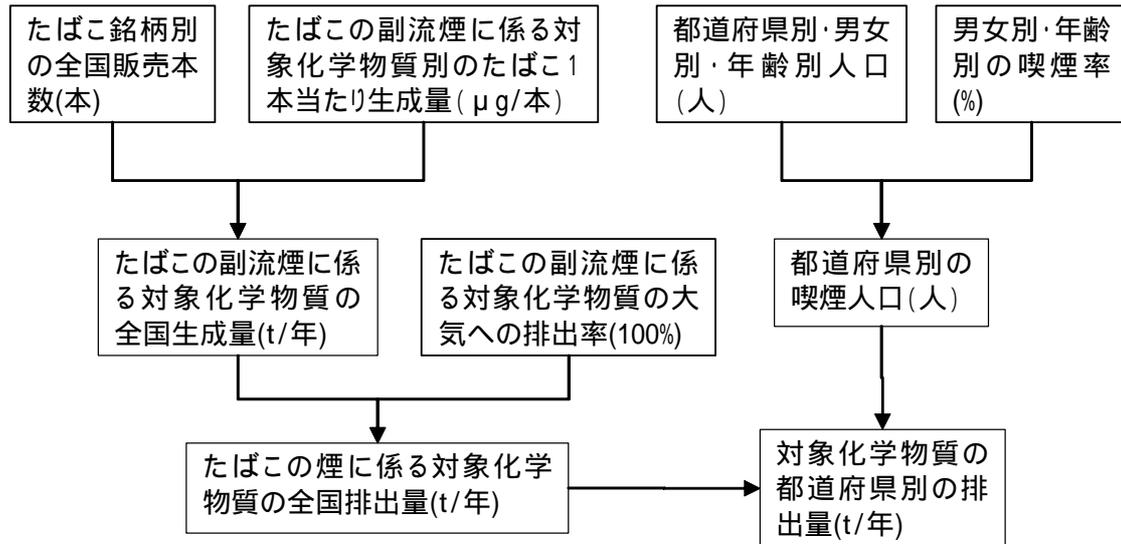 たばこ銘柄別
の全国販売本
数(本)
たばこの副流煙に係る対
象化学物質別のたばこ1
本当たり生成量(μg/本)
都道府県別・男女
別・年齢別人口
(人)
男女別・年齢
別の喫煙率
(%)
たばこの副流煙に係
る対象化学物質の
全国生成量(t/年)
たばこの副流煙に係
る対象化学物質の大
気への排出率(100%)
都道府県別の
喫煙人口(人)
たばこの煙に係る対象化学
物質の全国排出量(t/年)
対象化学物質の
都道府県別の排
出量(t/年)